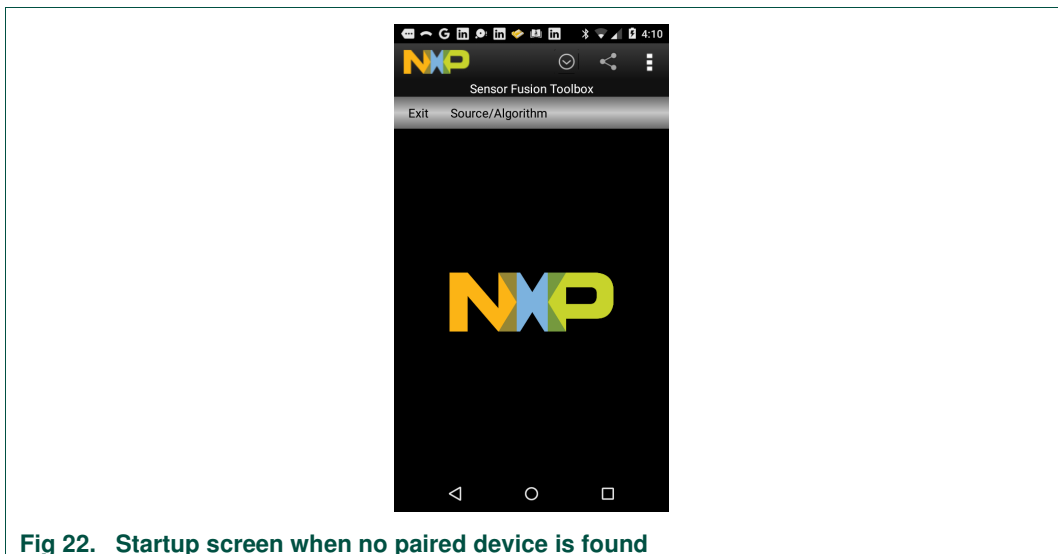 4:10
NXP
Sensor Fusion Toolbox
Exit Source/Algorithm
NXP
Fig 22. Startup screen when no paired device is found